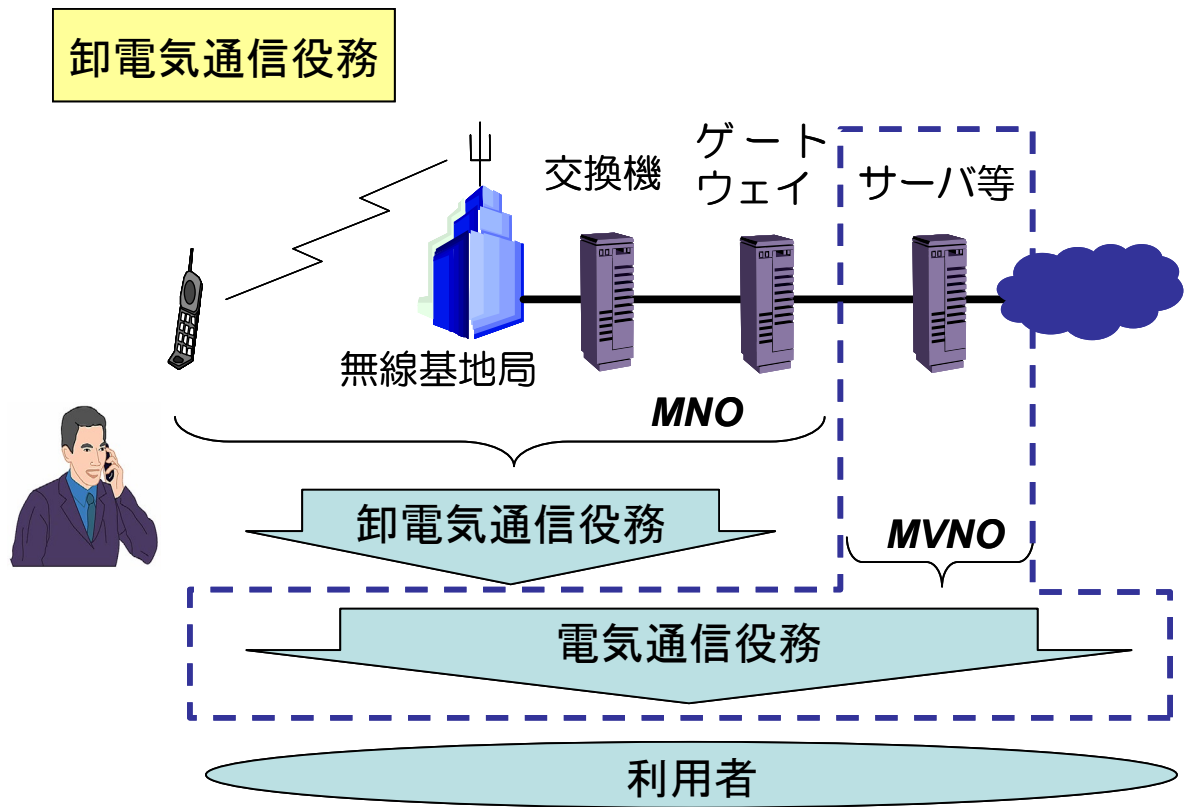 卸電気通信役務
交換機
ゲート
ウェイ
サーバ等
無線基地局
MNO
卸電気通信役務
MVNO
電気通信役務
利用者